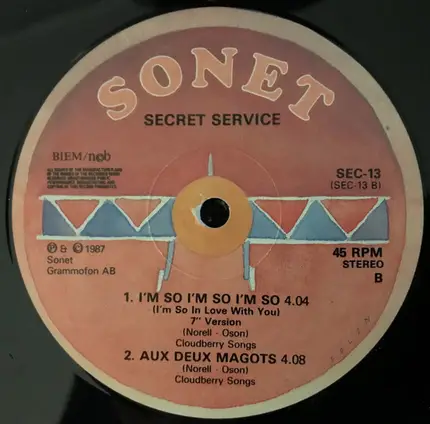 SONET
SECRET SERVICE
BIEM/ncb
SEC-13
(SEC-13 B)
℗ & © 1987
Sonet
Grammofon AB
45 RPM
STEREO
B
1. I'M SO I'M SO I'M SO 4.04
(I'm So In Love With You)
7" Version
(Norell - Oson)
Cloudberry Songs
2. AUX DEUX MAGOTS 4.08
(Norell - Oson)
Cloudberry Songs